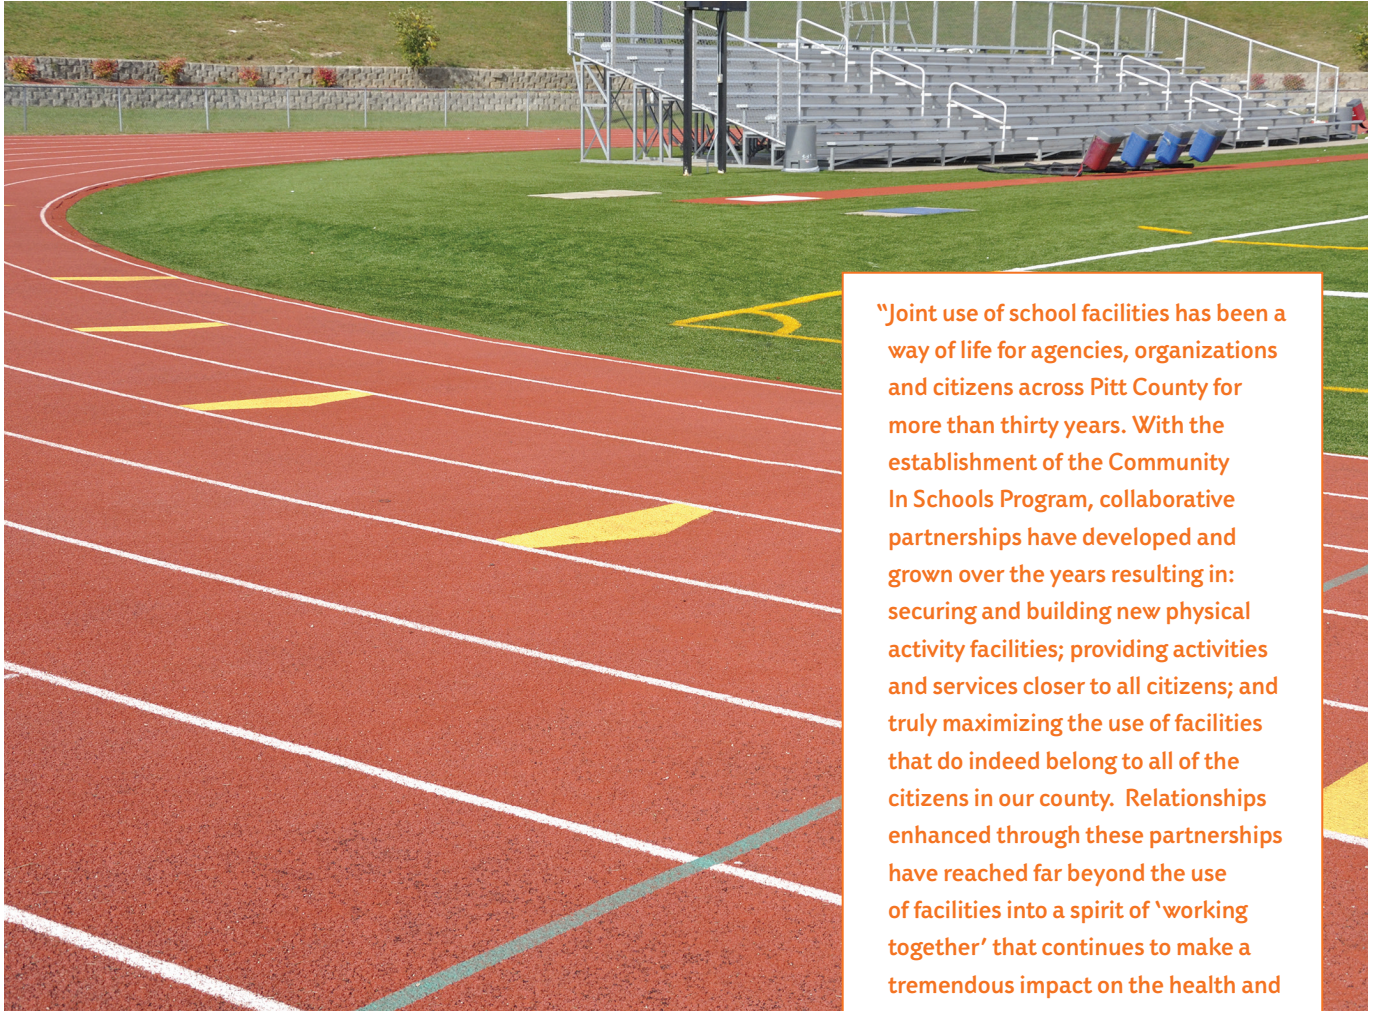 “Joint use of school facilities has been a
way of life for agencies, organizations
and citizens across Pitt County for
more than thirty years. With the
establishment of the Community
In Schools Program, collaborative
partnerships have developed and
grown over the years resulting in:
securing and building new physical
activity facilities; providing activities
and services closer to all citizens; and
truly maximizing the use of facilities
that do indeed belong to all of the
citizens in our county.  Relationships
enhanced through these partnerships
have reached far beyond the use
of facilities into a spirit of ‘working
together’ that continues to make a
tremendous impact on the health and